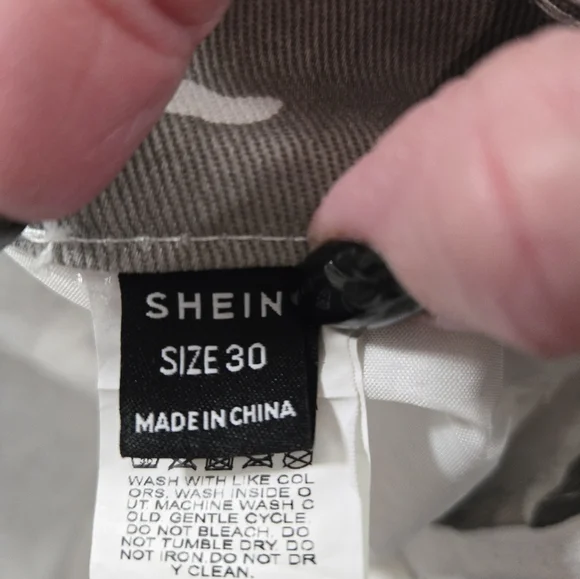 SHEIN
SIZE 30
MADE IN CHINA
WASH WITH LIKE COL
ORS, WASH INSIDE O
UT. MACHINE WASH C
OLD GENTLE CYCLE.
DO NOT BLEACH. DO
NOT TUMBLE DRY. DO
NOT IRON.DO NOT DR
Y CLEAN.